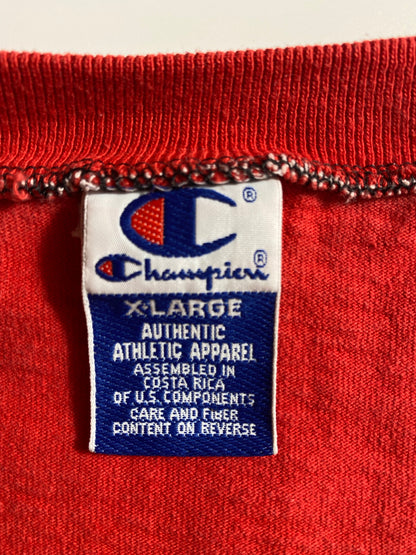 ®
Champion®
X-LARGE
AUTHENTIC
ATHLETIC APPAREL
ASSEMBLED IN
COSTA RICA
OF U.S. COMPONENTS
CARE AND FIBER
CONTENT ON REVERSE